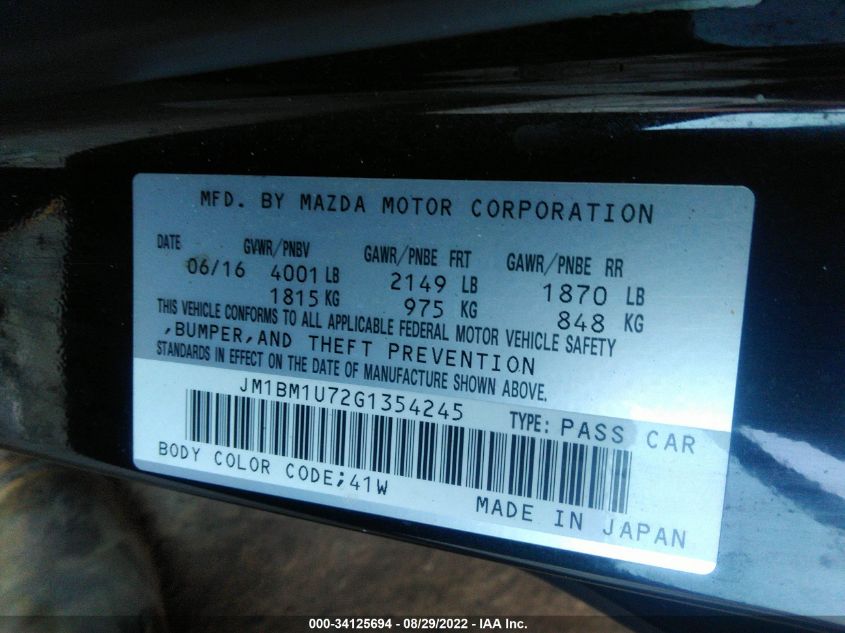 MFD. BY MAZDA MOTOR CORPORATION
DATE GVWR/PNBV GAWR/PNBE FRT GAWR/PNBE RR
06/16 4001 LB 2149 LB 1870 LB
1815 KG 975 KG 848 KG
THIS VEHICLE CONFORMS TO ALL APPLICABLE FEDERAL MOTOR VEHICLE SAFETY
,BUMPER,AND THEFT PREVENTION
STANDARDS IN EFFECT ON THE DATE OF MANUFACTURE SHOWN ABOVE.
JM1BM1U72G1354245 TYPE: PASS CAR
BODY COLOR CODE;41W
MADE IN JAPAN
000-34125694 - 08/29/2022 - IAA Inc.